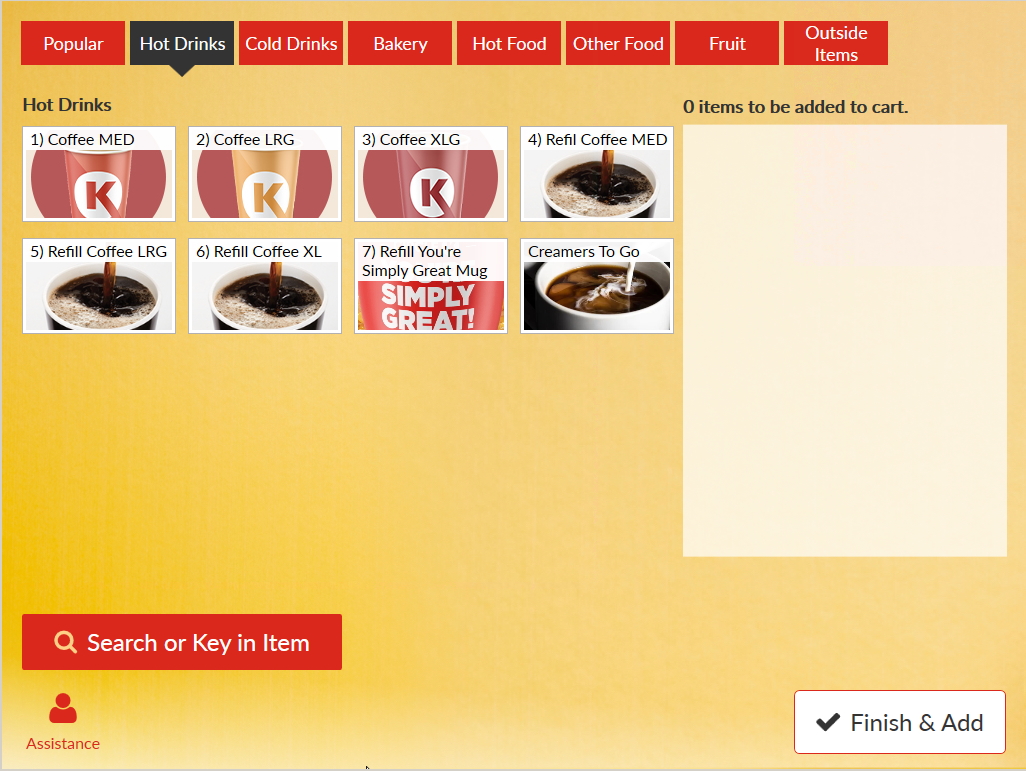 Popular
Hot Drinks
Cold Drinks
Bakery
Hot Food
Other Food
Fruit
Outside
Items
Hot Drinks
0 items to be added to cart.
1) Coffee MED
2) Coffee LRG
3) Coffee XLG
4) Refil Coffee MED
K
K
K
5) Refill Coffee LRG
6) Refill Coffee XL
7) Refill You're
Simply Great Mug
SIMPLY
GREAT!
Creamers To Go
Search or Key in Item
Assistance
Finish & Add